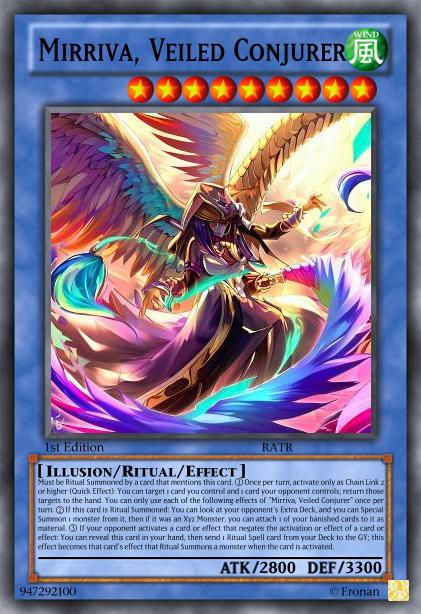 Mirriva, Veiled Conjurer
WIND
風
1st Edition RATR
[ Illusion/Ritual/Effect ]
Must be Ritual Summoned by a card that mentions this card. ① Once per turn, activate only as Chain Link 2
or higher (Quick Effect): You can target 1 card you control and 1 card your opponent controls; return those
targets to the hand. You can only use each of the following effects of "Mirriva, Veiled Conjurer" once per
turn. ② If this card is Ritual Summoned: You can look at your opponent's Extra Deck, and you can Special
Summon 1 monster from it, then if it was an Xyz Monster, you can attach 1 of your banished cards to it as
material. ③ If your opponent activates a card or effect that negates the activation or effect of a card or
effect: You can reveal this card in your hand, then send 1 Ritual Spell card from your Deck to the GY; this
effect becomes that card's effect that Ritual Summons a monster when the card is activated.
ATK/2800 DEF/3300
947292100 © Eronan